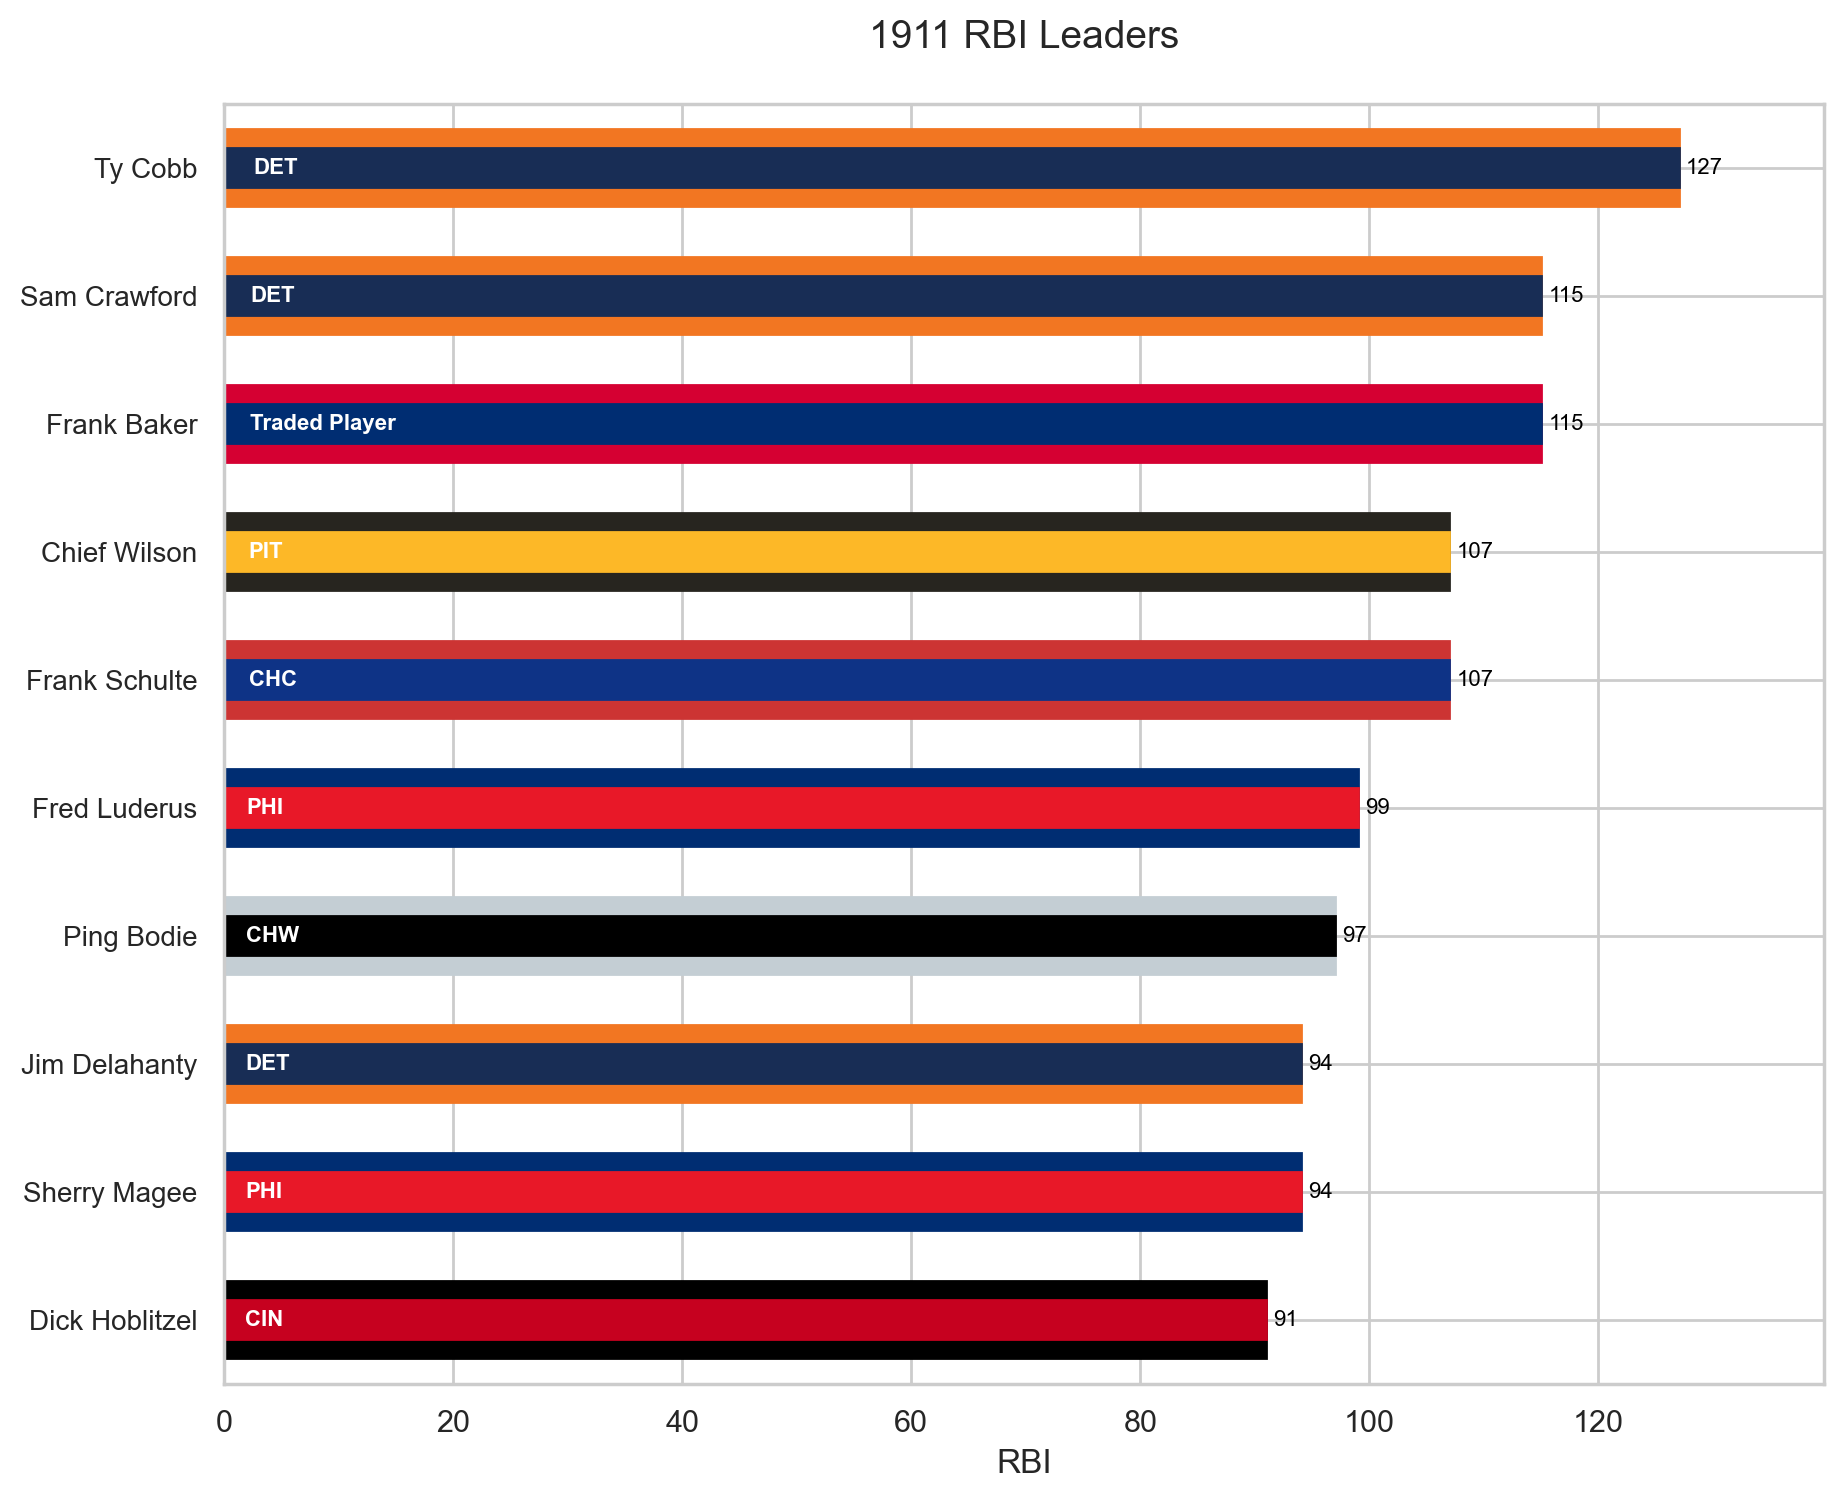 1911 RBI Leaders
Ty Cobb DET 127
Sam Crawford DET 115
Frank Baker Traded Player 115
Chief Wilson PIT 107
Frank Schulte CHC 107
Fred Luderus PHI 99
Ping Bodie CHW 97
Jim Delahanty DET 94
Sherry Magee PHI 94
Dick Hoblitzel CIN 91
0 20 40 60 80 100 120
RBI